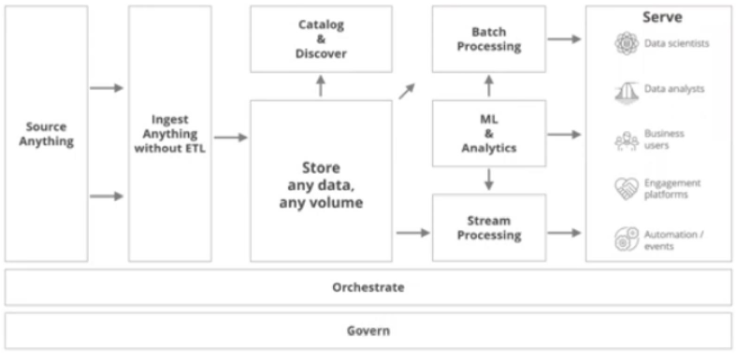 Source
Anything
Ingest
Anything
without ETL
Catalog
&
Discover
Store
any data,
any volume
Batch
Processing
ML
&
Analytics
Stream
Processing
Serve
Data scientists
Data analysts
Business
users
Engagement
platforms
Automation /
events
Orchestrate
Govern